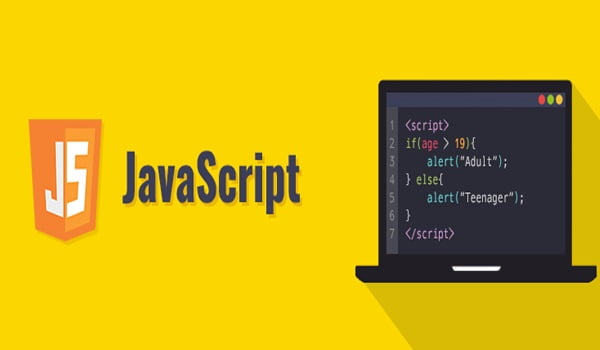 JS
JavaScript
1 <script>
2 if(age > 19){
3 alert("Adult");
4 } else{
5 alert("Teenager");
6 }
7 </script>